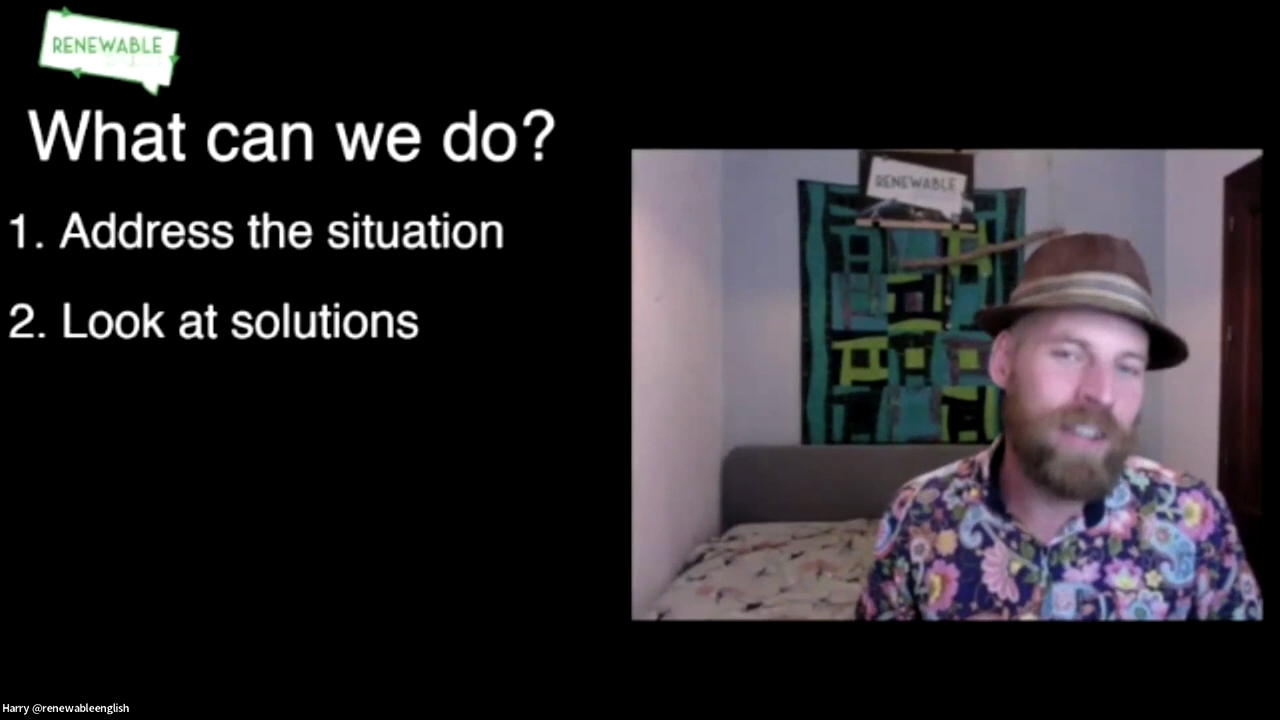 RENEWABLE
What can we do?
1. Address the situation
2. Look at solutions
RENEWABLE
Harry @renewableenglish